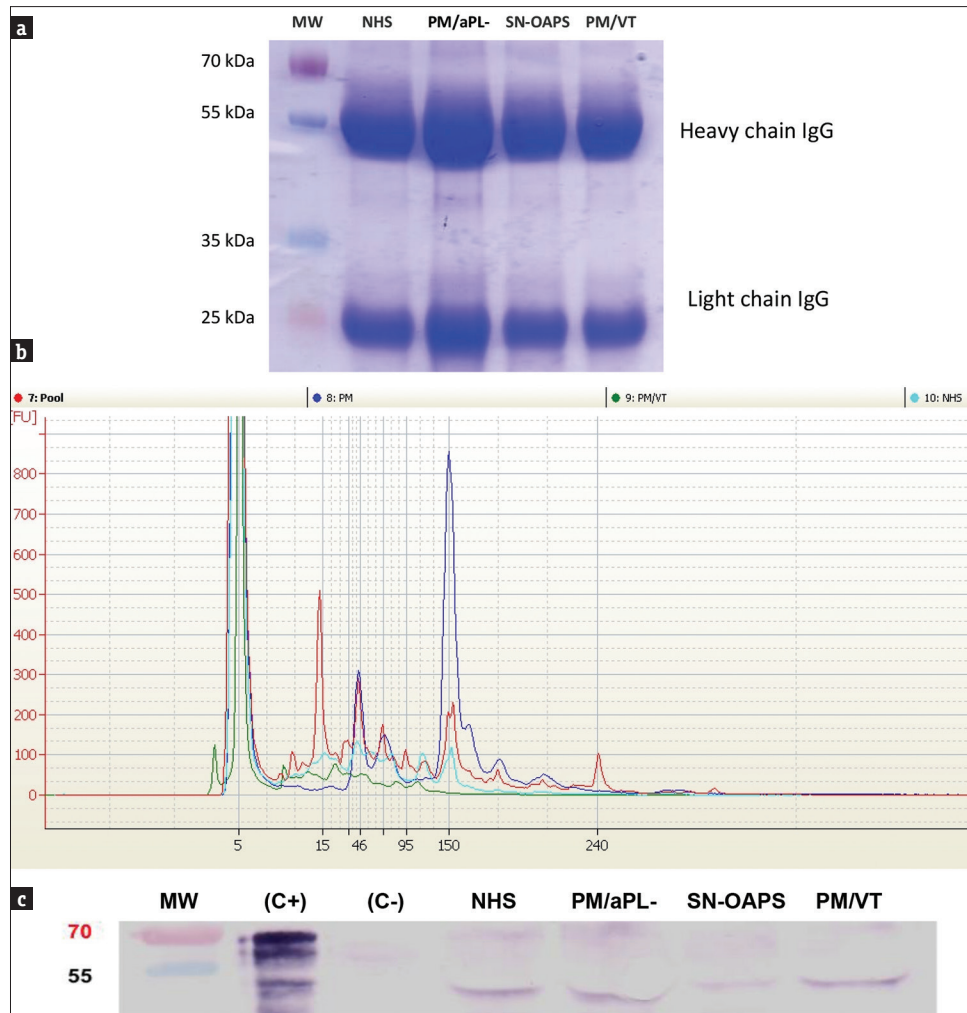 a
MW NHS PM/aPL- SN-OAPS PM/VT
70 kDa
55 kDa
Heavy chain IgG
35 kDa
Light chain IgG
25 kDa
b
7: Pool 8: PM 9: PM/VT 10: NHS
[FU]
800
700
600
500
400
300
200
100
0
5 15 46 95 150 240
c
MW (C+) (C-) NHS PM/aPL- SN-OAPS PM/VT
70
55